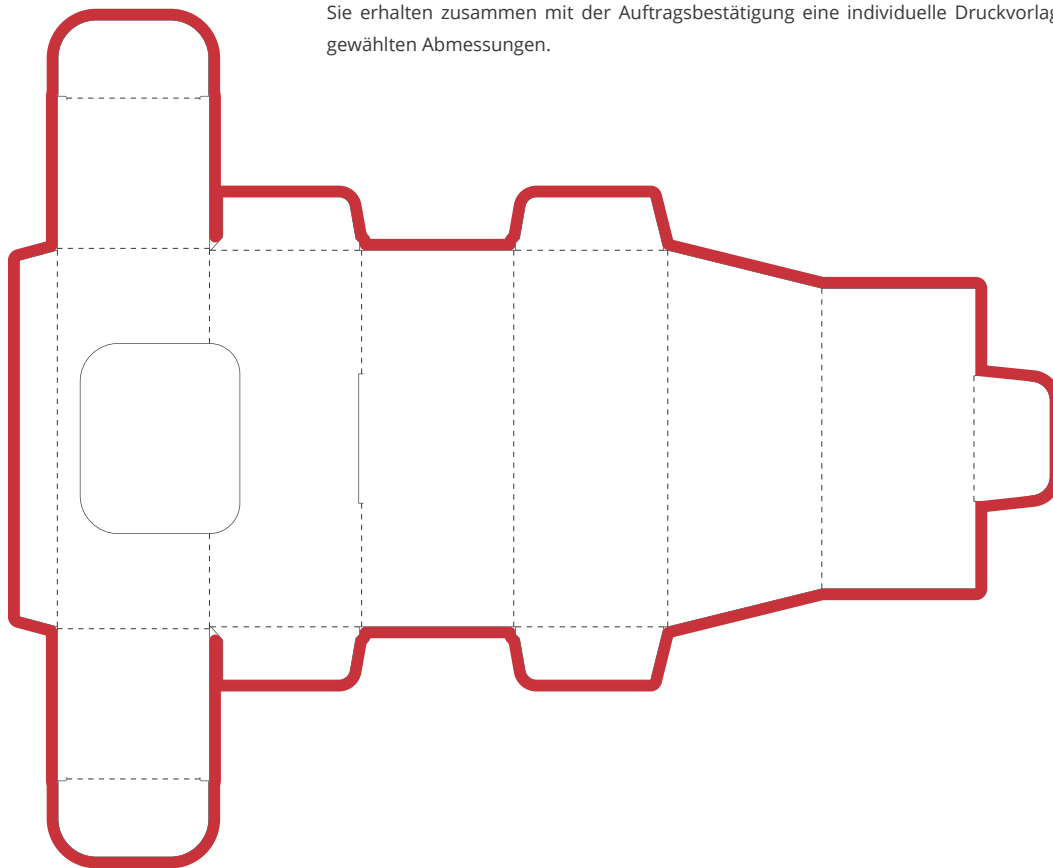 Sie erhalten zusammen mit der Auftragsbestätigung eine individuelle Druckvorlag
gewählten Abmessungen.